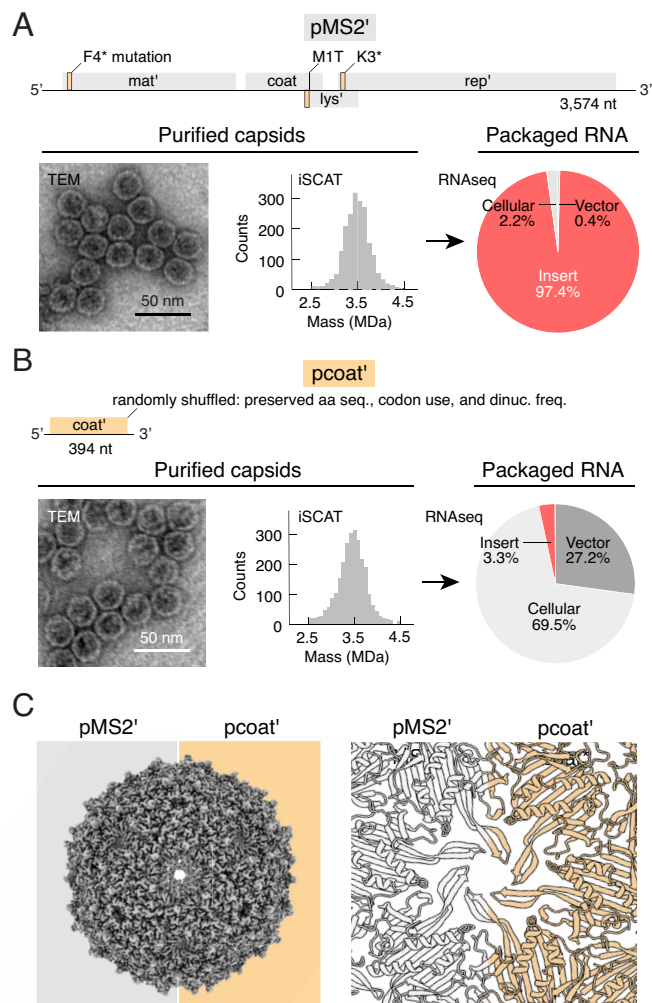 A
pMS2'
F4* mutation
M1T
K3*
mat'
coat
rep'
lys'
5’
3'
3,574 nt
Purified capsids
Packaged RNA
TEM
50 nm
iSCAT
Counts
300
200
100
0
2.5 3.5 4.5
Mass (MDa)
RNAseq
Cellular
2.2%
Vector
0.4%
Insert
97.4%
B
pcoat'
randomly shuffled: preserved aa seq., codon use, and dinuc. freq.
5’
coat'
3’
394 nt
Purified capsids
Packaged RNA
TEM
50 nm
iSCAT
Counts
300
200
100
0
2.5 3.5 4.5
Mass (MDa)
RNAseq
Insert
3.3%
Vector
27.2%
Cellular
69.5%
C
pMS2' pcoat'
pMS2' pcoat'